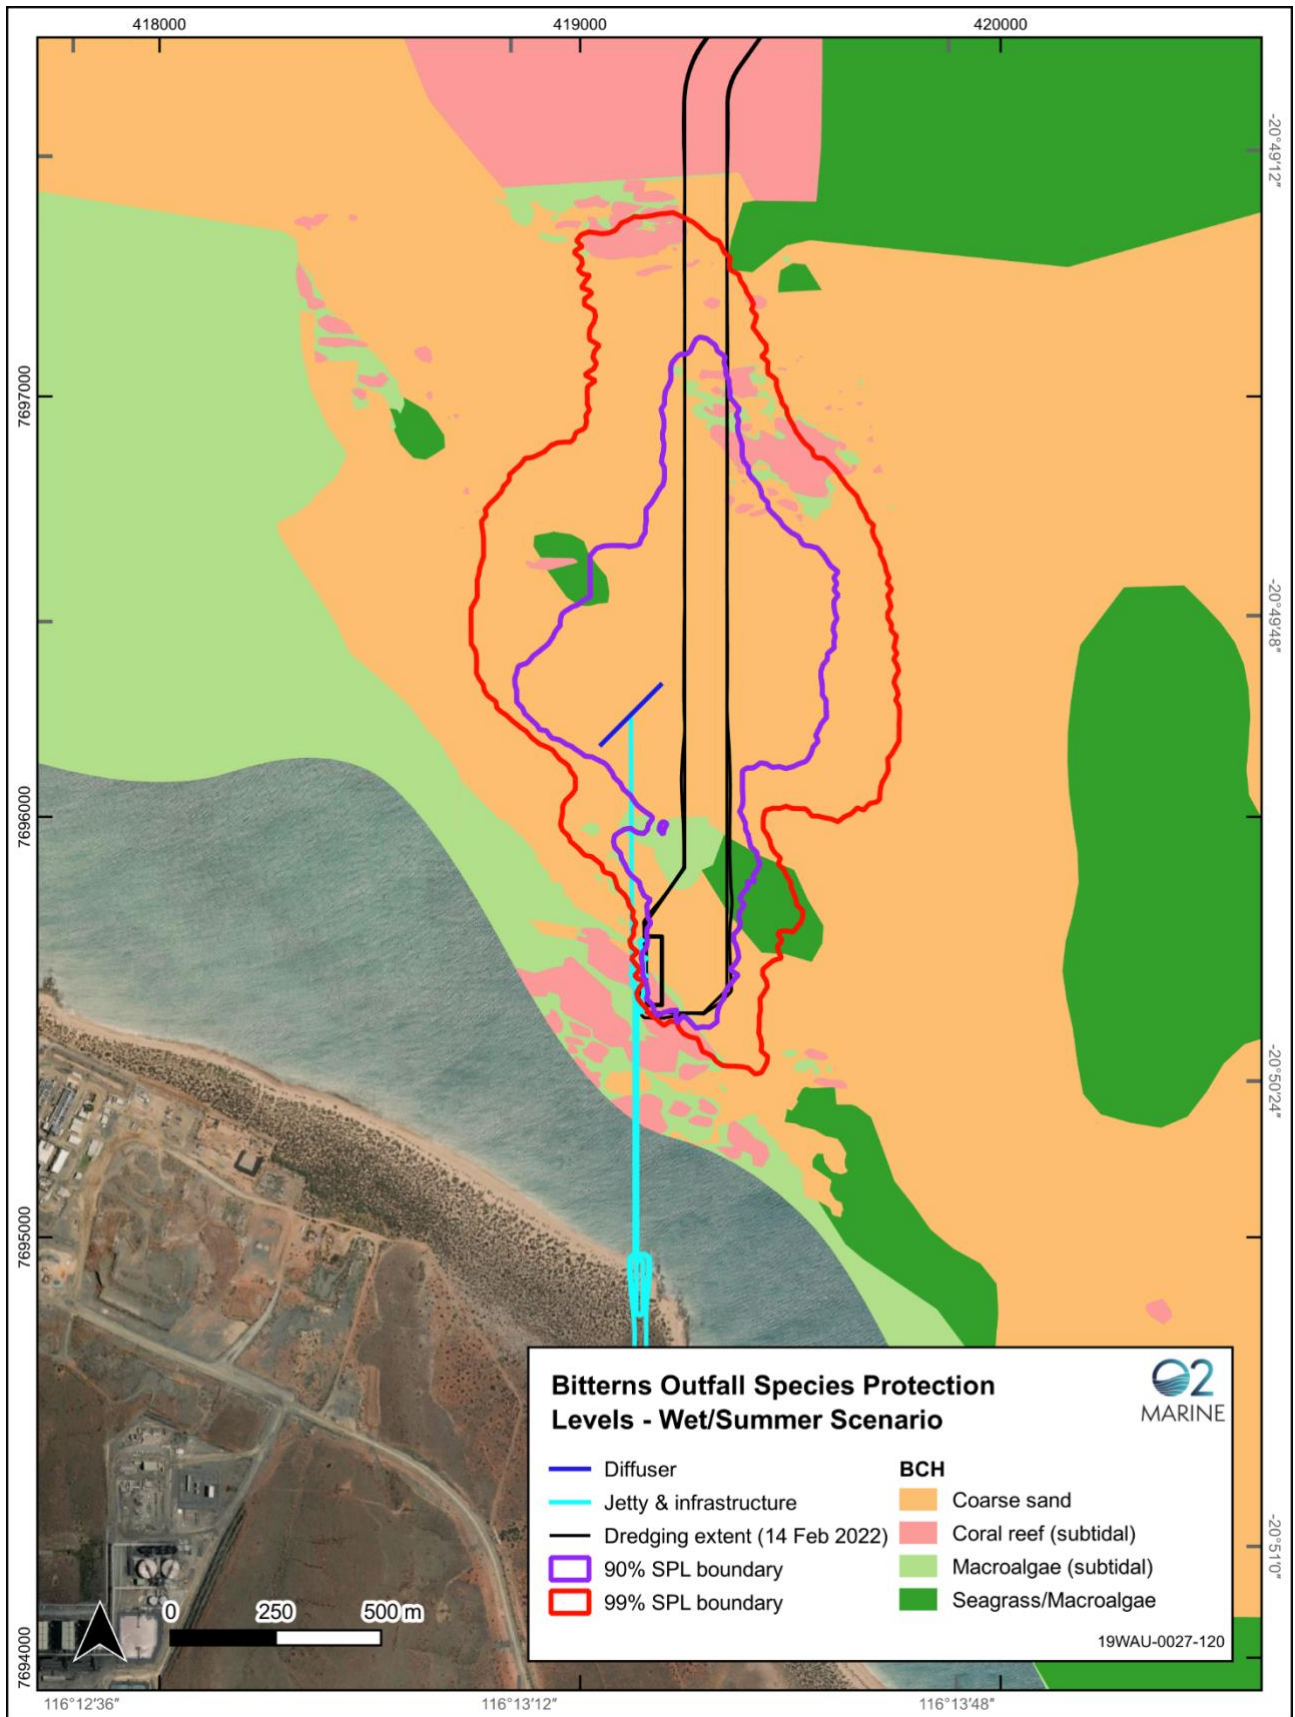 418000
419000
420000
-20°49'12"
7697000
-20°49'48"
7696000
-20°50'24"
7695000
Bitterns Outfall Species Protection
Levels - Wet/Summer Scenario
O2
MARINE
Diffuser
Jetty & infrastructure
Dredging extent (14 Feb 2022)
90% SPL boundary
99% SPL boundary
BCH
Coarse sand
Coral reef (subtidal)
Macroalgae (subtidal)
Seagrass/Macroalgae
19WAU-0027-120
-20°51'0"
0 250 500 m
7694000
116°12'36"
116°13'12"
116°13'48"